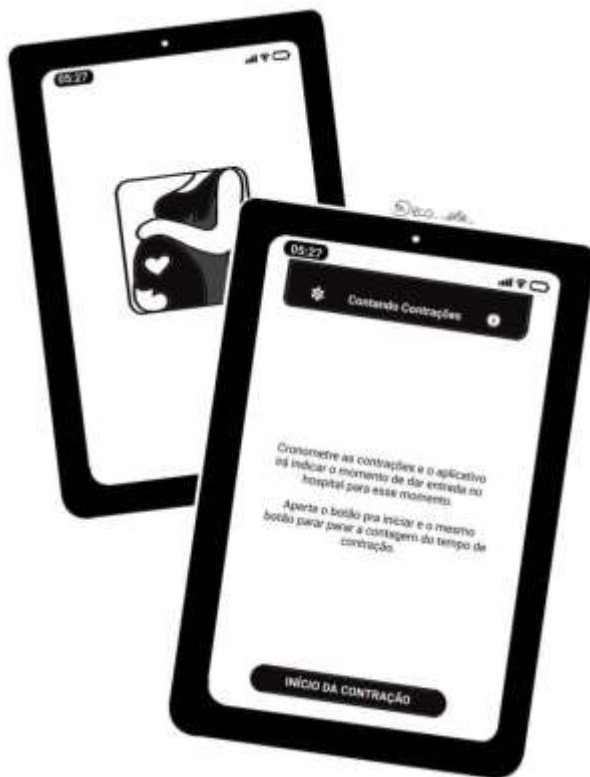 05:27
05:27
Contando Contrações
Cronometre as contrações e o aplicativo
irá indicar o momento de dar entrada no
hospital para esse momento.
Aperta o botão pra iniciar e o mesmo
botão parar parar a contagem do tempo de
contração.
INÍCIO DA CONTRAÇÃO